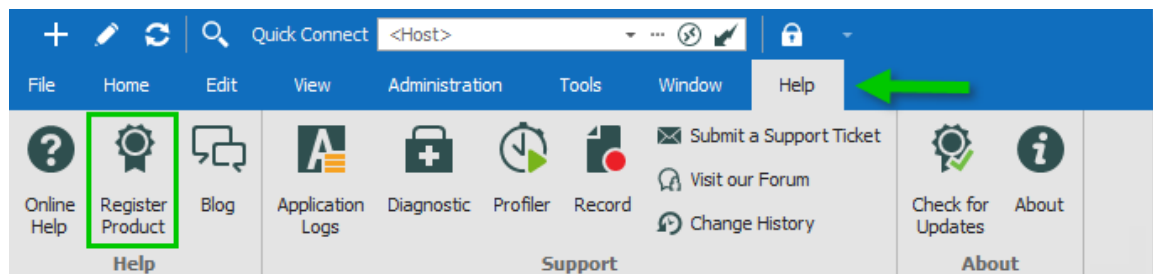 Quick Connect <Host>
File Home Edit View Administration Tools Window Help
Online Help
Register Product
Blog
Application Logs
Diagnostic
Profiler
Record
Submit a Support Ticket
Visit our Forum
Change History
Check for Updates
About
Help Support About